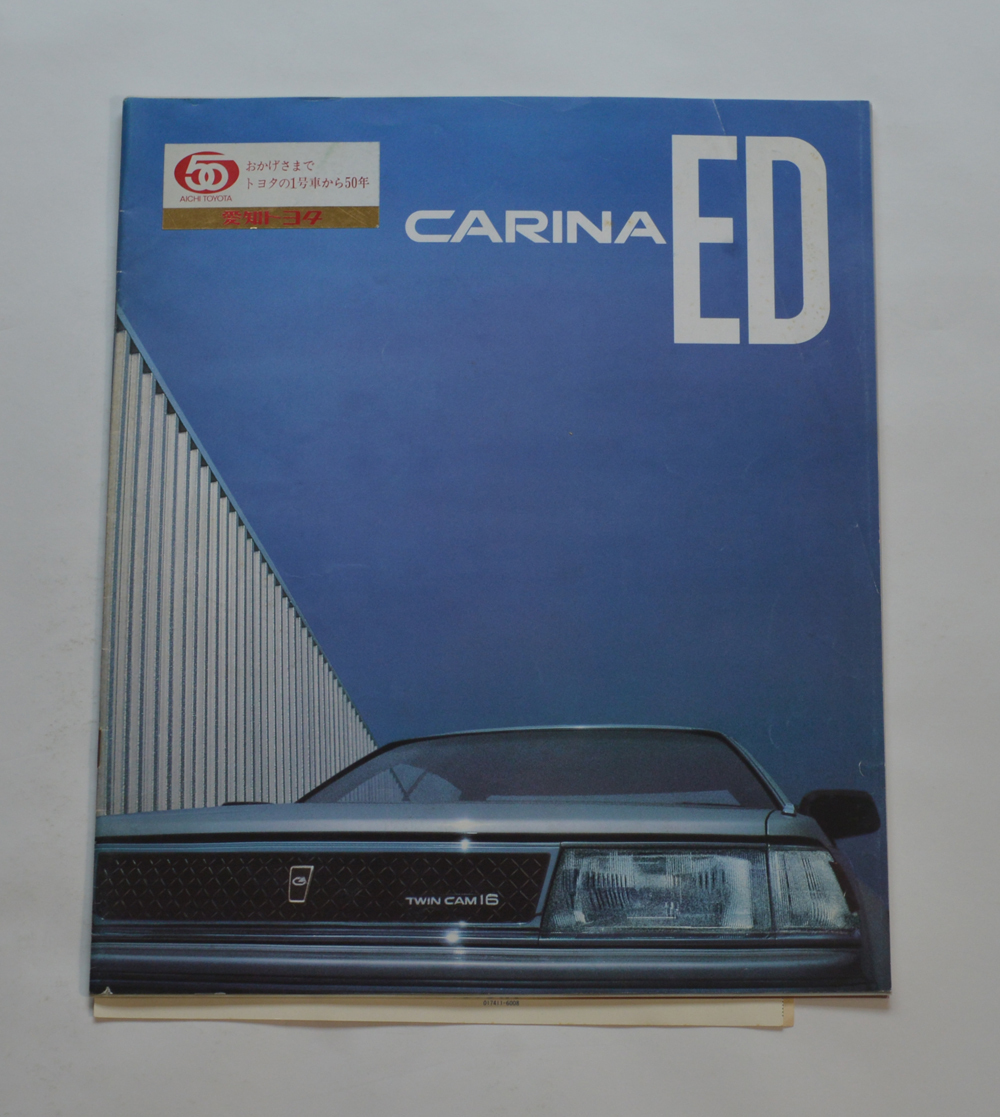 50
おかげさまで
トヨタの1号車から50年
AICHI TOYOTA
愛知トヨタ
CARINA ED
TWIN CAM 16